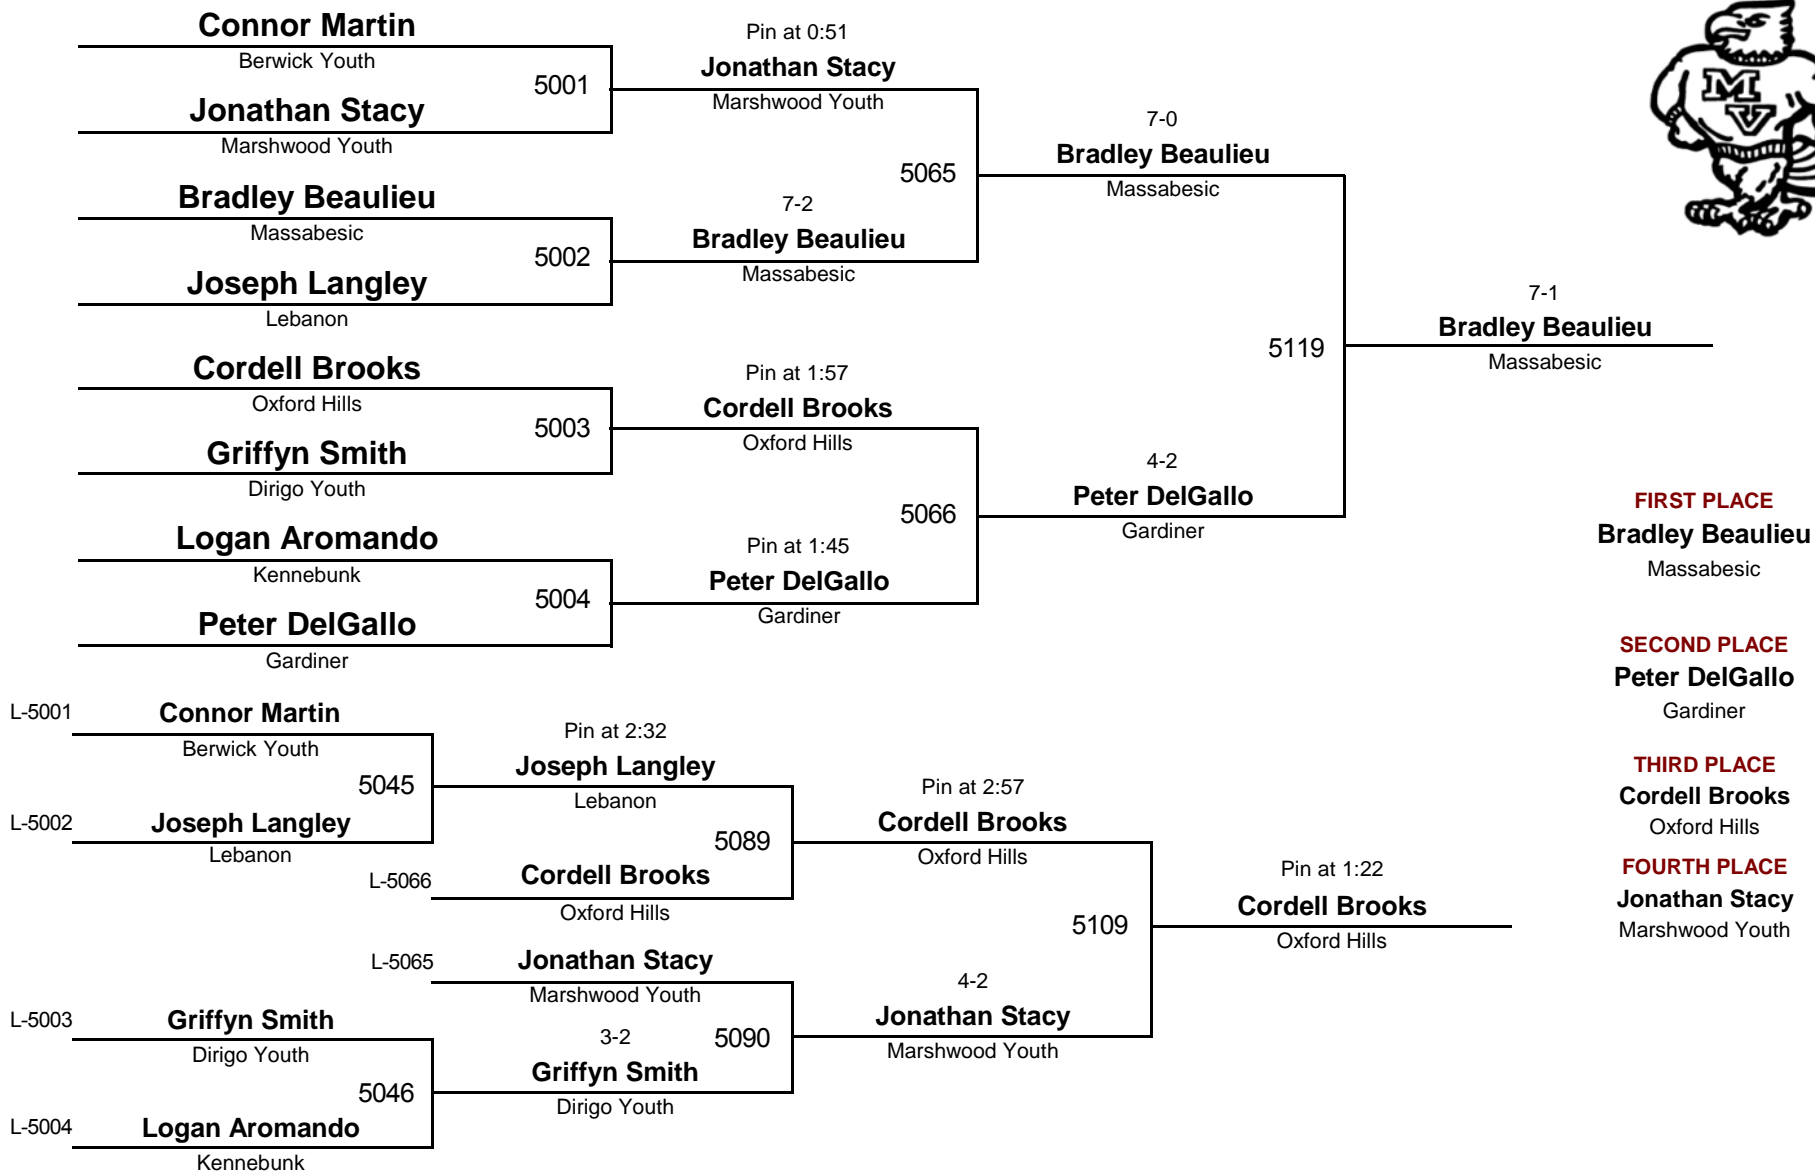 Connor Martin
Berwick Youth
5001
Jonathan Stacy
Marshwood Youth
Bradley Beaulieu
Massabesic
5002
Joseph Langley
Lebanon
Cordell Brooks
Oxford Hills
5003
Griffyn Smith
Dirigo Youth
Logan Aromando
Kennebunk
5004
Peter DelGallo
Gardiner
Pin at 0:51
Jonathan Stacy
Marshwood Youth
5065
7-2
Bradley Beaulieu
Massabesic
Pin at 1:57
Cordell Brooks
Oxford Hills
5066
Pin at 1:45
Peter DelGallo
Gardiner
7-0
Bradley Beaulieu
Massabesic
5119
4-2
Peter DelGallo
Gardiner
7-1
Bradley Beaulieu
Massabesic
MV
FIRST PLACE
Bradley Beaulieu
Massabesic
SECOND PLACE
Peter DelGallo
Gardiner
THIRD PLACE
Cordell Brooks
Oxford Hills
FOURTH PLACE
Jonathan Stacy
Marshwood Youth
L-5001
Connor Martin
Berwick Youth
5045
L-5002
Joseph Langley
Lebanon
Pin at 2:32
Joseph Langley
Lebanon
5089
L-5066
Cordell Brooks
Oxford Hills
L-5065
Jonathan Stacy
Marshwood Youth
5090
3-2
Griffyn Smith
Dirigo Youth
L-5003
Griffyn Smith
Dirigo Youth
5046
L-5004
Logan Aromando
Kennebunk
Pin at 2:57
Cordell Brooks
Oxford Hills
5109
4-2
Jonathan Stacy
Marshwood Youth
Pin at 1:22
Cordell Brooks
Oxford Hills